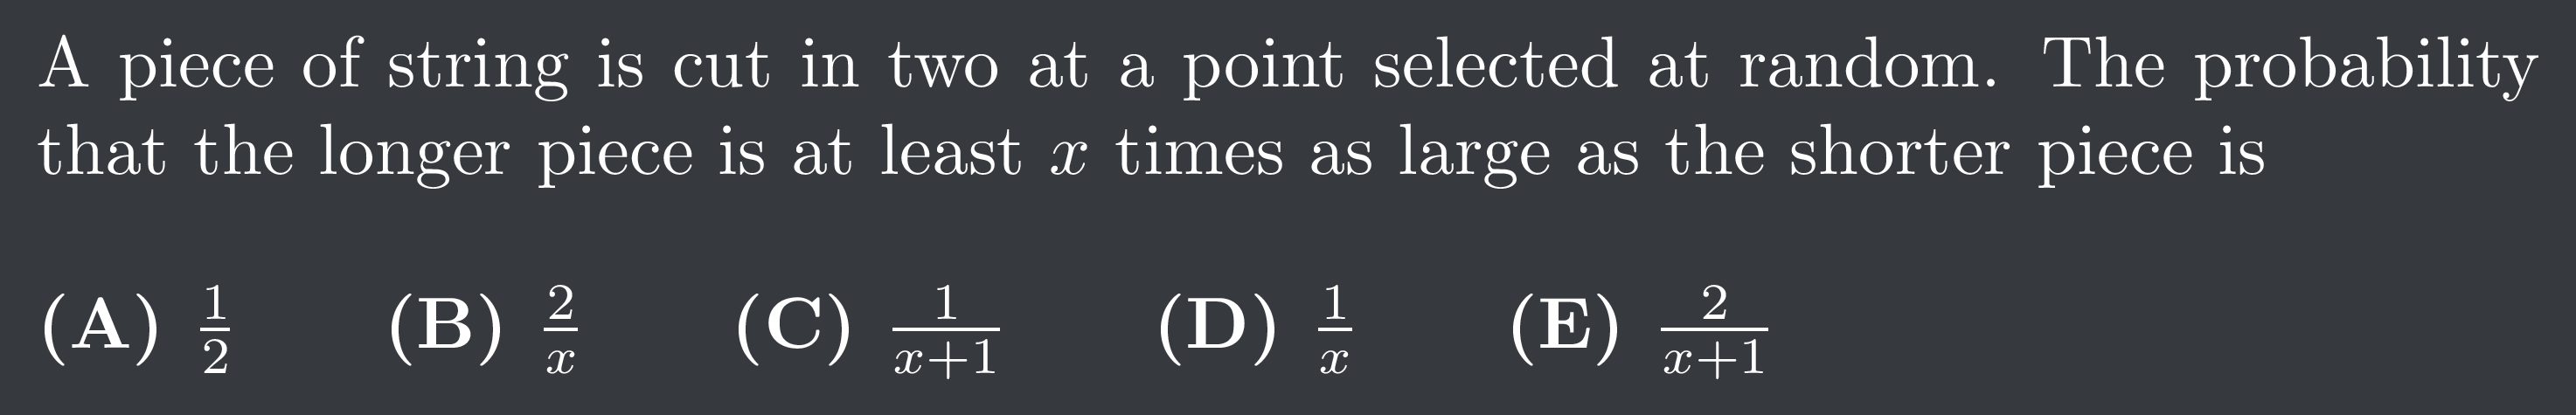 A piece of string is cut in two at a point selected at random. The probability
that the longer piece is at least x times as large as the shorter piece is
(A) 1/2 (B) 2/x (C) 1/(x+1) (D) 1/x (E) 2/(x+1)